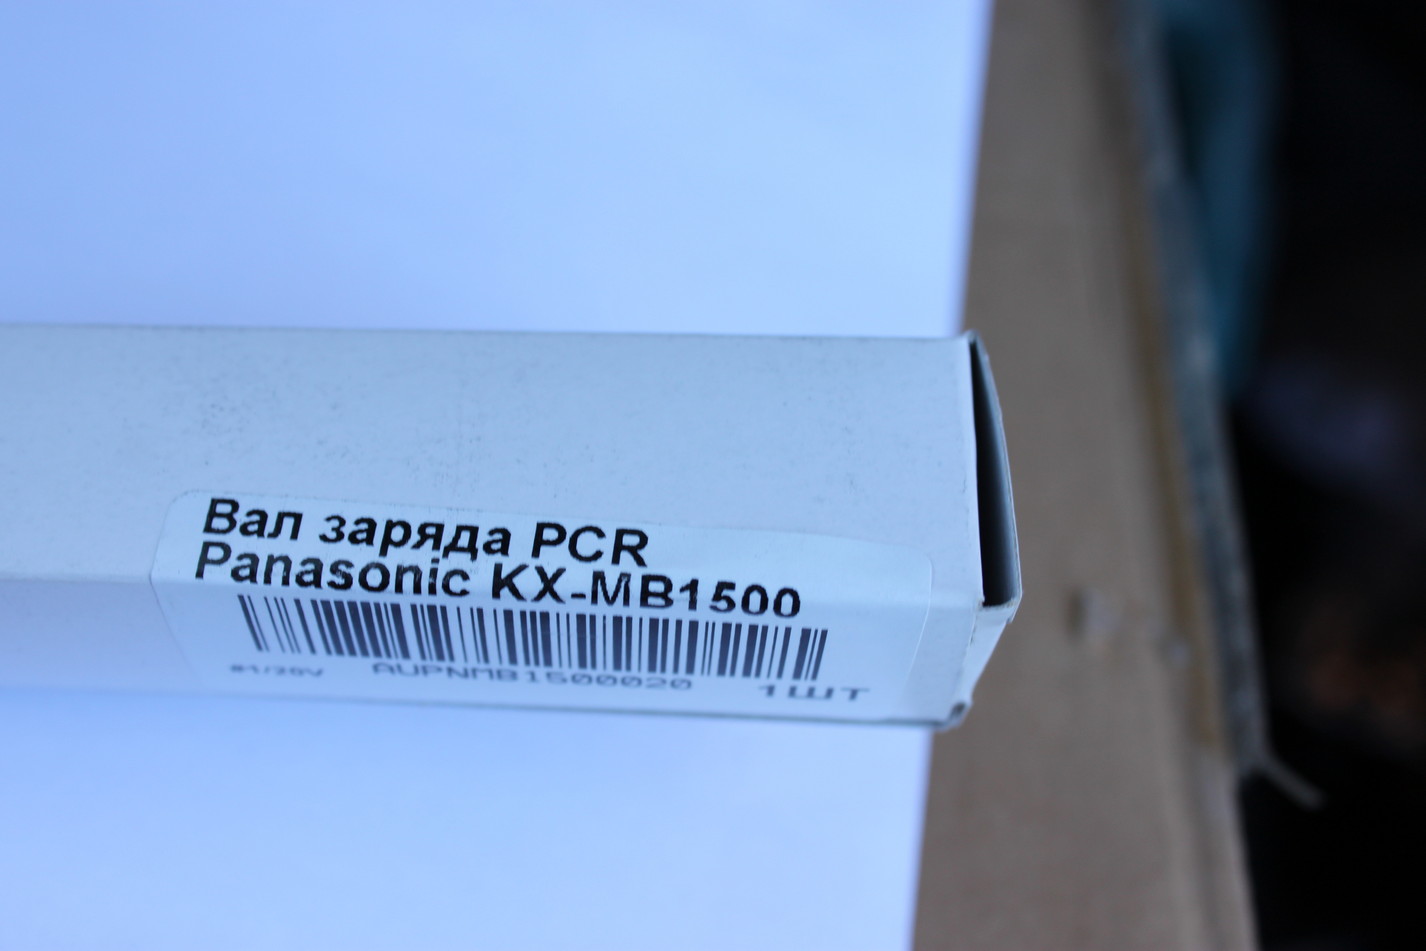 Вал заряда PCR
Panasonic KX-MB1500
AUPNMB1500020 1ШТ